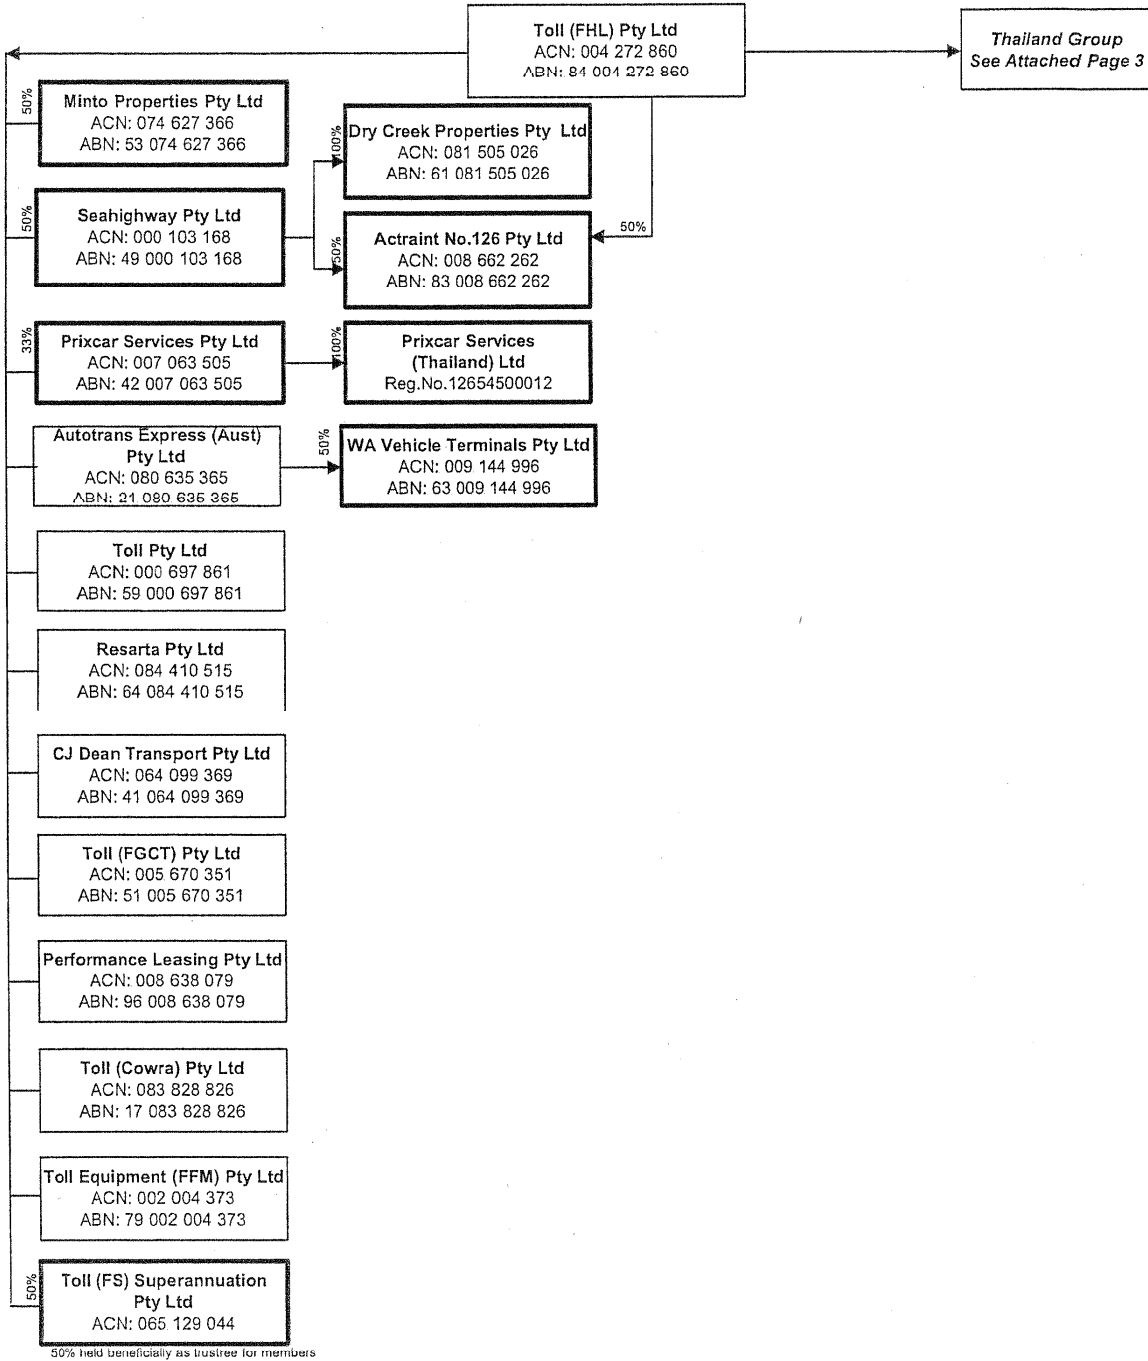 Toll (FHL) Pty Ltd
ACN: 004 272 860
ABN: 84 004 272 860
Thailand Group
See Attached Page 3
50%
Minto Properties Pty Ltd
ACN: 074 627 366
ABN: 53 074 627 366
100%
Dry Creek Properties Pty Ltd
ACN: 081 505 026
ABN: 61 081 505 026
50%
Seahighway Pty Ltd
ACN: 000 103 168
ABN: 49 000 103 168
50%
Actraint No.126 Pty Ltd
ACN: 008 662 262
ABN: 83 008 662 262
50%
33%
Prixcar Services Pty Ltd
ACN: 007 063 505
ABN: 42 007 063 505
100%
Prixcar Services
(Thailand) Ltd
Reg.No.12654500012
Autotrans Express (Aust)
Pty Ltd
ACN: 080 635 365
ABN: 21 080 635 365
50%
WA Vehicle Terminals Pty Ltd
ACN: 009 144 996
ABN: 63 009 144 996
Toll Pty Ltd
ACN: 000 697 861
ABN: 59 000 697 861
Resarta Pty Ltd
ACN: 084 410 515
ABN: 64 084 410 515
CJ Dean Transport Pty Ltd
ACN: 064 099 369
ABN: 41 064 099 369
Toll (FGCT) Pty Ltd
ACN: 005 670 351
ABN: 51 005 670 351
Performance Leasing Pty Ltd
ACN: 008 638 079
ABN: 96 008 638 079
Toll (Cowra) Pty Ltd
ACN: 083 828 826
ABN: 17 083 828 826
Toll Equipment (FFM) Pty Ltd
ACN: 002 004 373
ABN: 79 002 004 373
50%
Toll (FS) Superannuation
Pty Ltd
ACN: 065 129 044
50% held beneficially as trustree for members